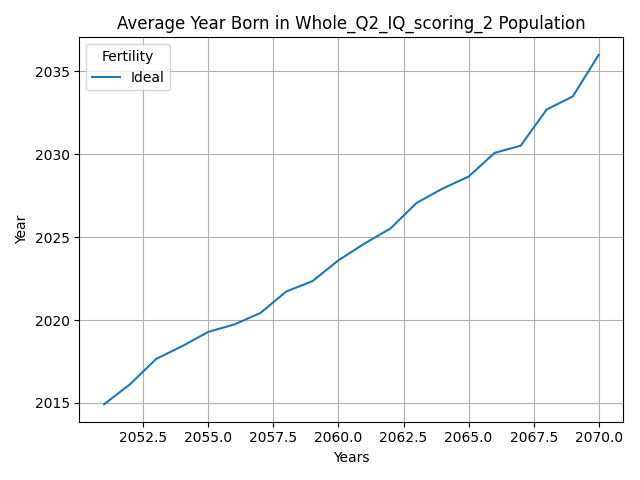 Average Year Born in Whole_Q2_IQ_scoring_2 Population
Fertility
Ideal
2035
2030
2025
2020
2015
Year
2052.5 2055.0 2057.5 2060.0 2062.5 2065.0 2067.5 2070.0
Years